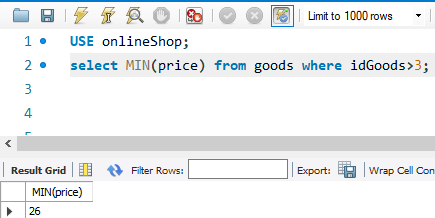 Limit to 1000 rows
1 USE onlineShop;
2 select MIN(price) from goods where idGoods>3;
3
4
5
Result Grid Filter Rows: Export: Wrap Cell Con
MIN(price)
26